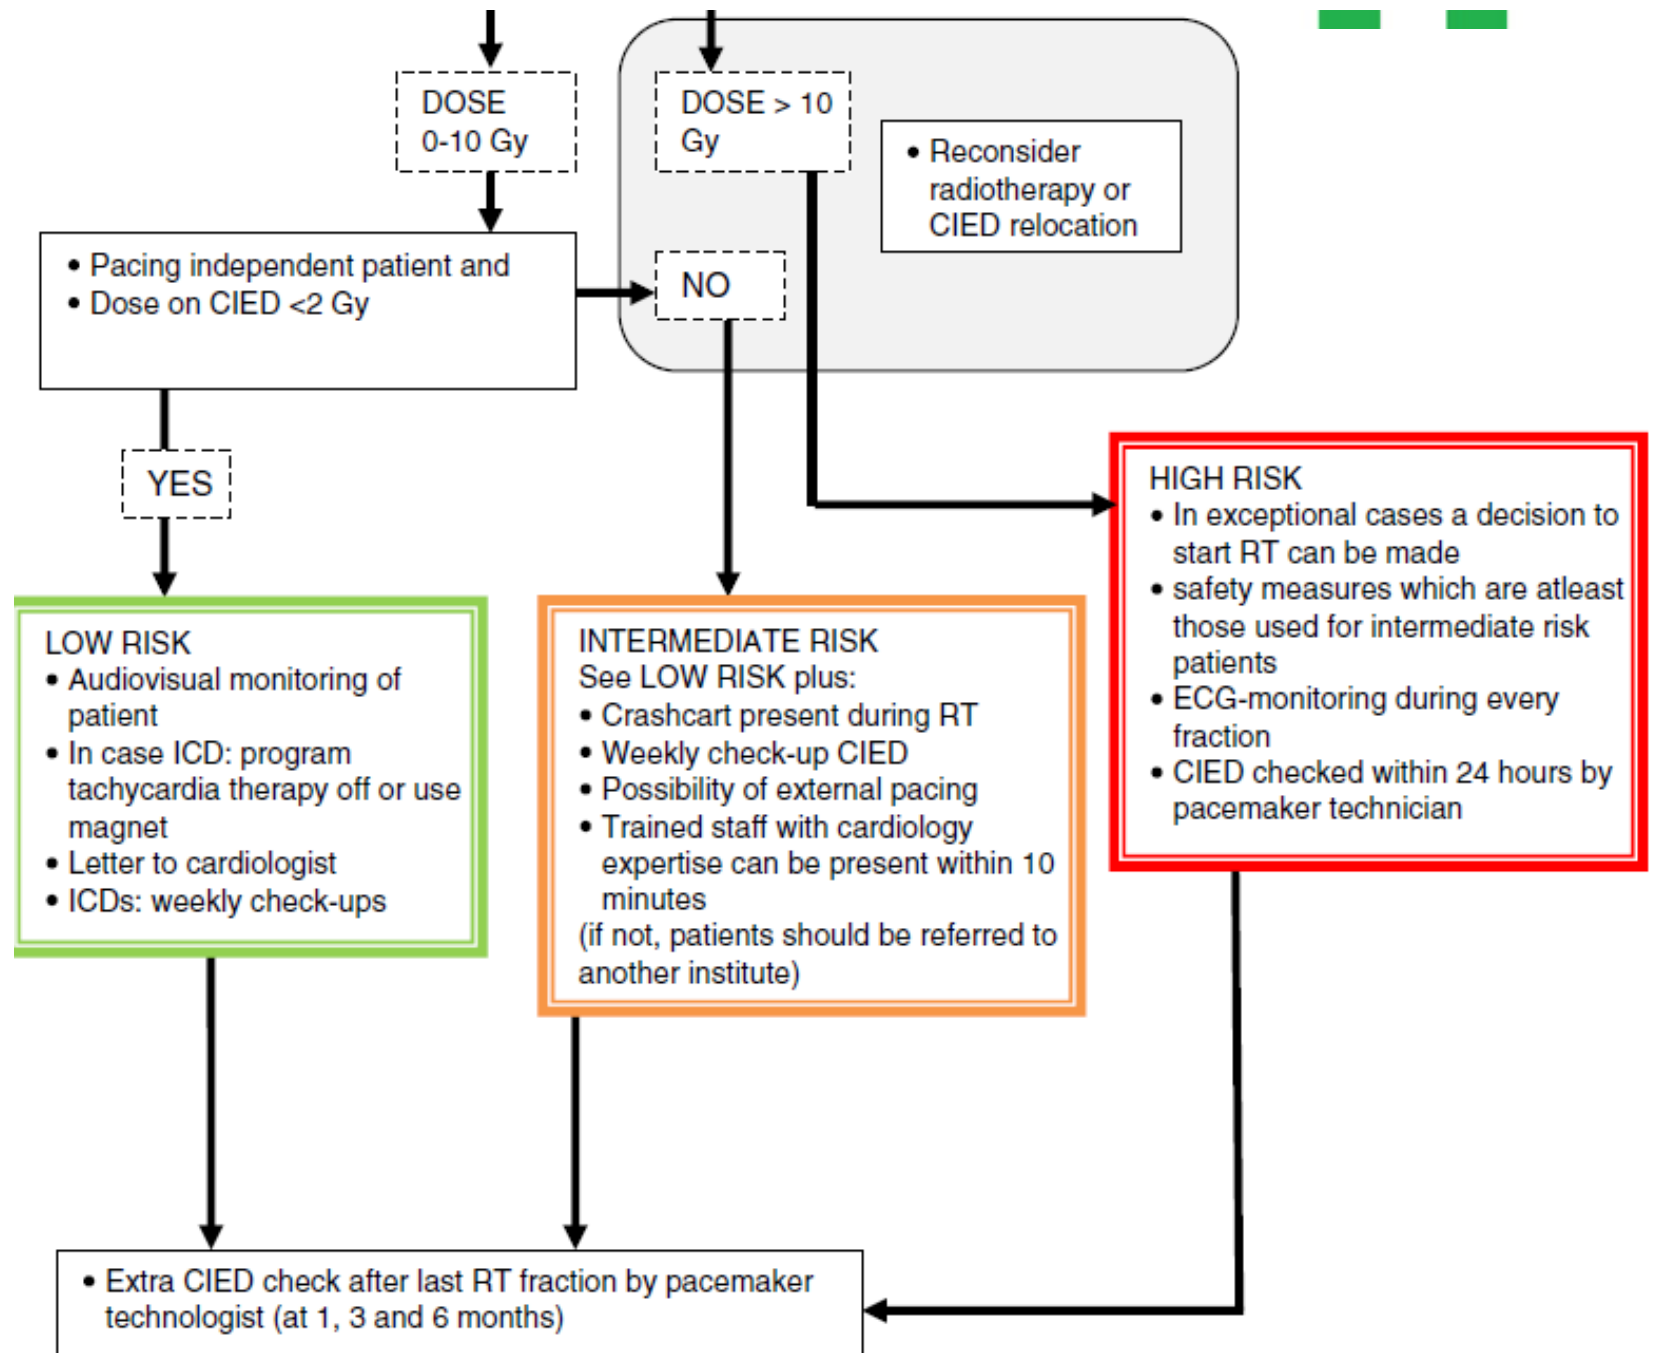 DOSE
0-10 Gy
DOSE > 10
Gy
• Reconsider
radiotherapy or
CIED relocation
• Pacing independent patient and
• Dose on CIED <2 Gy
NO
YES
HIGH RISK
• In exceptional cases a decision to
start RT can be made
• safety measures which are atleast
those used for intermediate risk
patients
• ECG-monitoring during every
fraction
• CIED checked within 24 hours by
pacemaker technician
LOW RISK
• Audiovisual monitoring of
patient
• In case ICD: program
tachycardia therapy off or use
magnet
• Letter to cardiologist
• ICDs: weekly check-ups
INTERMEDIATE RISK
See LOW RISK plus:
• Crashcart present during RT
• Weekly check-up CIED
• Possibility of external pacing
• Trained staff with cardiology
expertise can be present within 10
minutes
(if not, patients should be referred to
another institute)
• Extra CIED check after last RT fraction by pacemaker
technologist (at 1, 3 and 6 months)